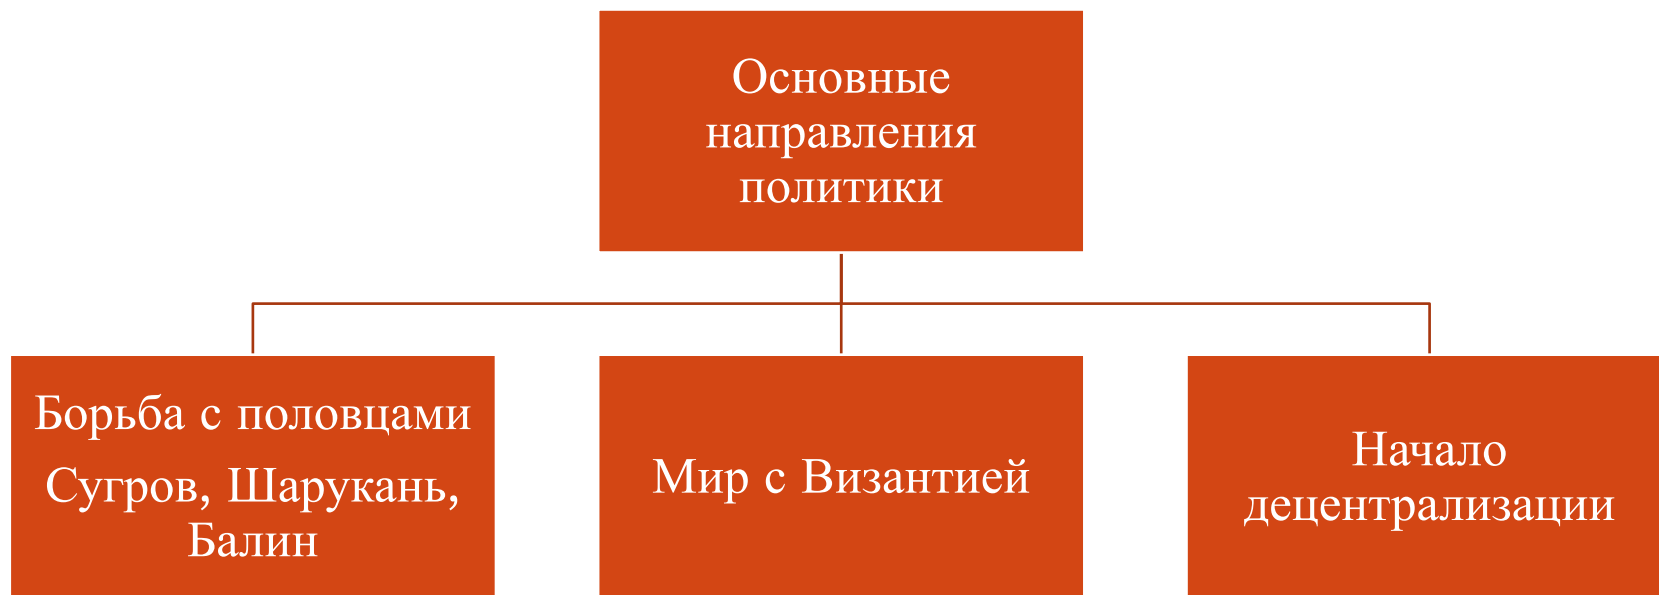 Основные
направления
политики
Борьба с половцами
Сугров, Шарукань,
Балин
Мир с Византией
Начало
децентрализации